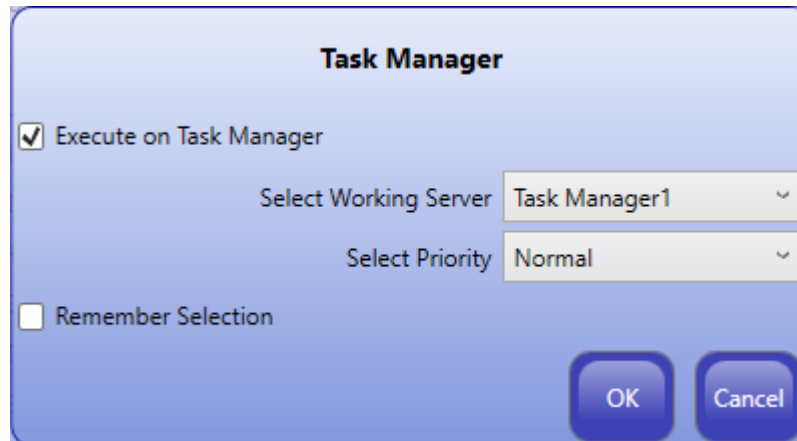 Task Manager
Execute on Task Manager
Select Working Server Task Manager1
Select Priority Normal
Remember Selection
OK Cancel